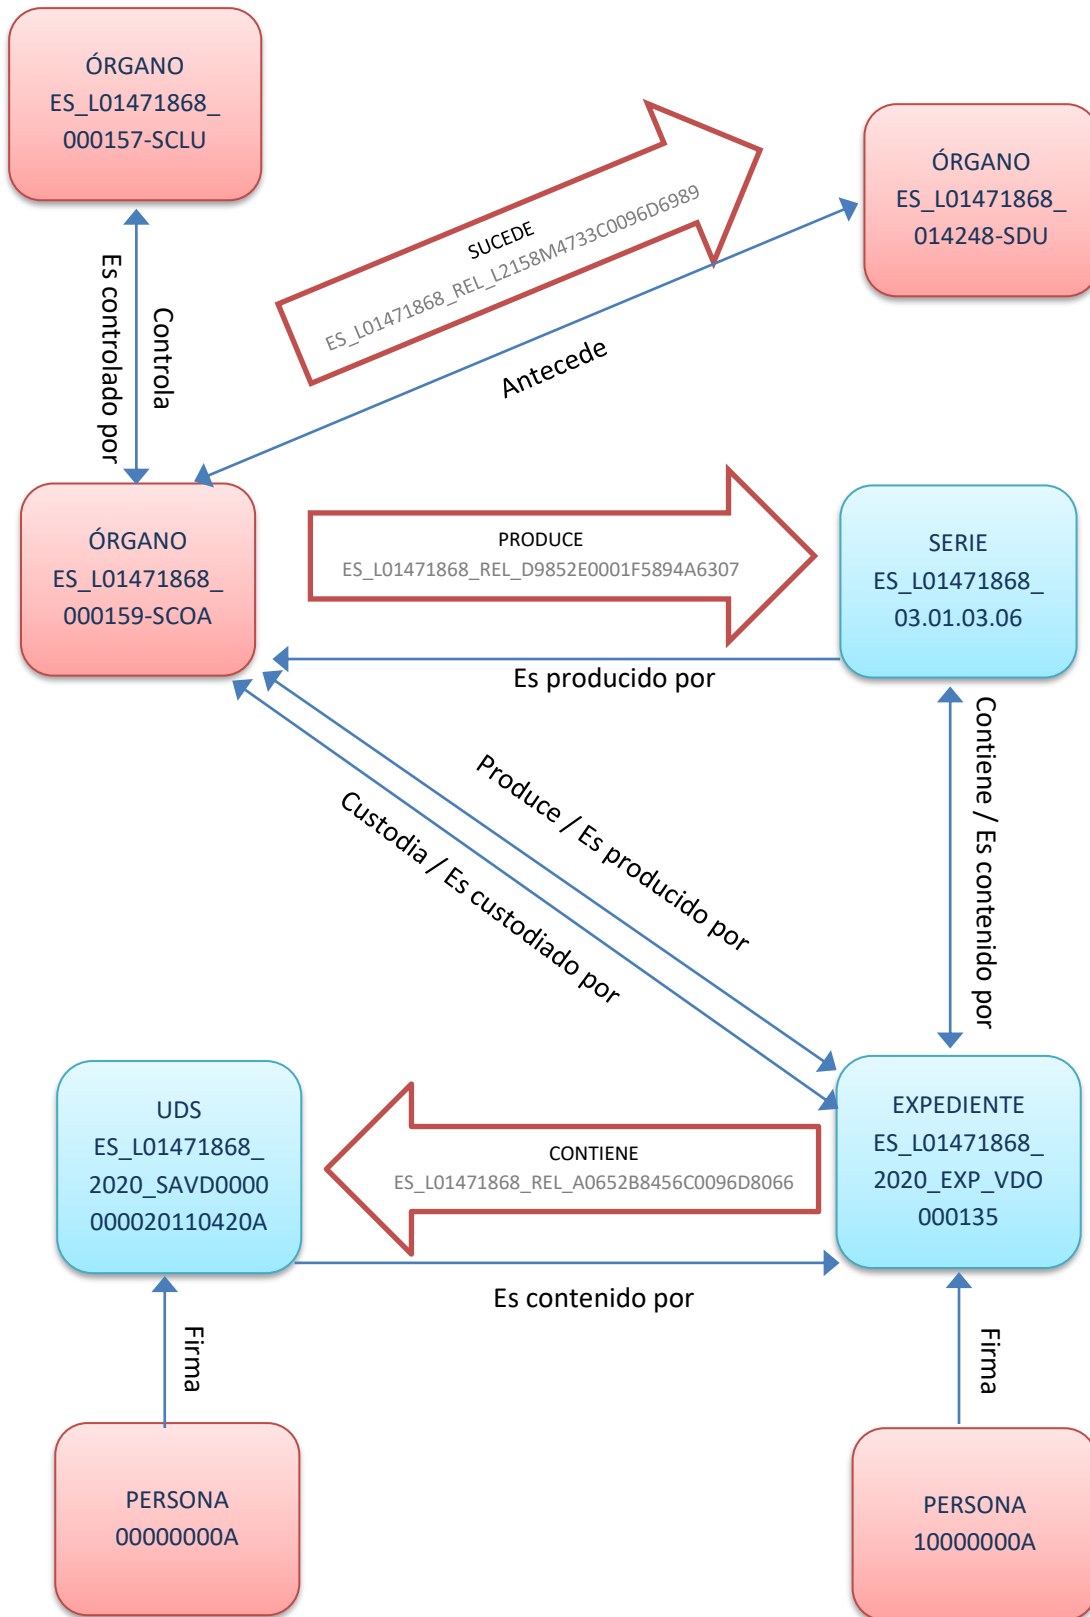 ÓRGANO
ES_L01471868_
000157-SCLU
ÓRGANO
ES_L01471868_
014248-SDU
SUCEDE
ES_L01471868_REL_L2158M4733C0096D6989
Antecede
Es controlado por
Controla
ÓRGANO
ES_L01471868_
000159-SCOA
PRODUCE
ES_L01471868_REL_D9852E0001F5894A6307
SERIE
ES_L01471868_
03.01.03.06
Es producido por
Produce / Es producido por
Custodia / Es custodiado por
Contiene / Es contenido por
UDS
ES_L01471868_
2020_SAVD0000
000020110420A
CONTIENE
ES_L01471868_REL_A0652B8456C0096D8066
EXPEDIENTE
ES_L01471868_
2020_EXP_VDO
000135
Es contenido por
Firma
Firma
PERSONA
00000000A
PERSONA
10000000A